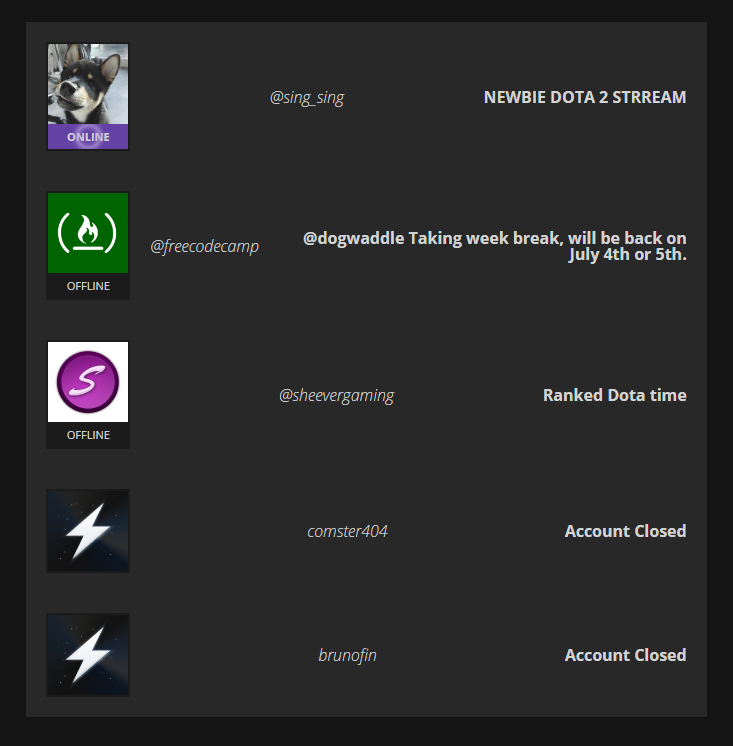 @sing_sing
NEWBIE DOTA 2 STRREAM
ONLINE
@freecodecamp
@dogwaddle Taking week break, will be back on
July 4th or 5th.
OFFLINE
S
@sheevergaming
Ranked Dota time
OFFLINE
comster404
Account Closed
brunofin
Account Closed